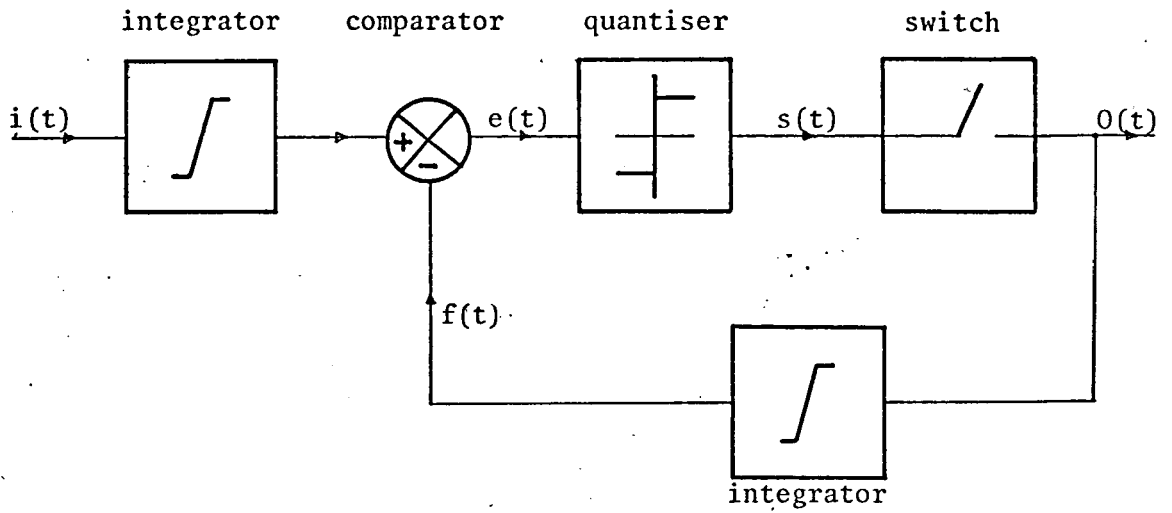 integrator comparator quantiser switch
i(t) e(t) s(t) O(t)
+
−
f(t)
integrator